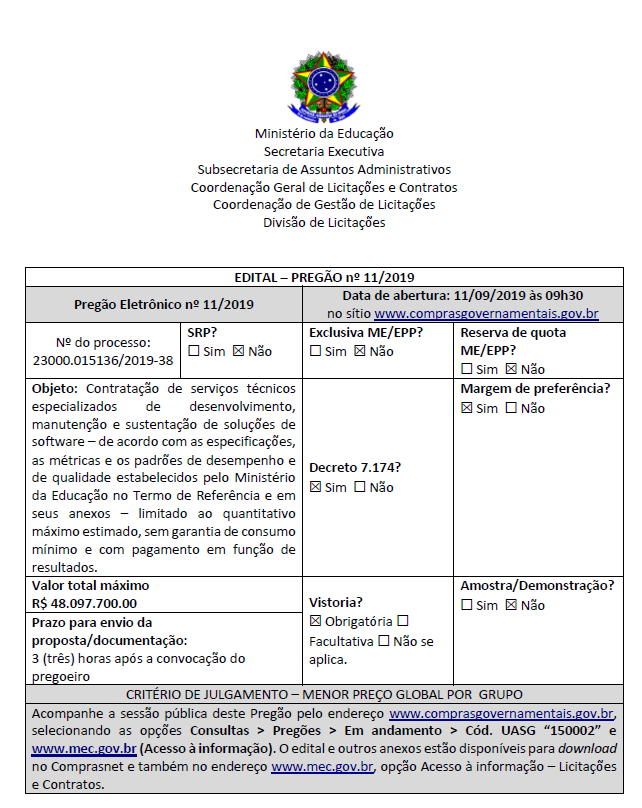 Ministério da Educação
Secretaria Executiva
Subsecretaria de Assuntos Administrativos
Coordenação Geral de Licitações e Contratos
Coordenação de Gestão de Licitações
Divisão de Licitações
EDITAL – PREGÃO nº 11/2019
Pregão Eletrônico nº 11/2019
Data de abertura: 11/09/2019 às 09h30
no sítio www.comprasgovernamentais.gov.br
Nº do processo:
23000.015136/2019-38
SRP?
☐ Sim ☒ Não
Exclusiva ME/EPP?
☐ Sim ☒ Não
Reserva de quota
ME/EPP?
☐ Sim ☒ Não
Objeto: Contratação de serviços técnicos
especializados de desenvolvimento,
manutenção e sustentação de soluções de
software – de acordo com as especificações,
as métricas e os padrões de desempenho e
de qualidade estabelecidos pelo Ministério
da Educação no Termo de Referência e em
seus anexos – limitado ao quantitativo
máximo estimado, sem garantia de consumo
mínimo e com pagamento em função de
resultados.
Decreto 7.174?
☒ Sim ☐ Não
Margem de preferência?
☒ Sim ☐ Não
Valor total máximo
R$ 48.097.700.00
Prazo para envio da
proposta/documentação:
3 (três) horas após a convocação do
pregoeiro
Vistoria?
☒ Obrigatória ☐
Facultativa ☐ Não se
aplica.
Amostra/Demonstração?
☐ Sim ☒ Não
CRITÉRIO DE JULGAMENTO – MENOR PREÇO GLOBAL POR GRUPO
Acompanhe a sessão pública deste Pregão pelo endereço www.comprasgovernamentais.gov.br,
selecionando as opções Consultas > Pregões > Em andamento > Cód. UASG “150002” e
www.mec.gov.br (Acesso à informação). O edital e outros anexos estão disponíveis para download
no Comprasnet e também no endereço www.mec.gov.br, opção Acesso à informação – Licitações
e Contratos.